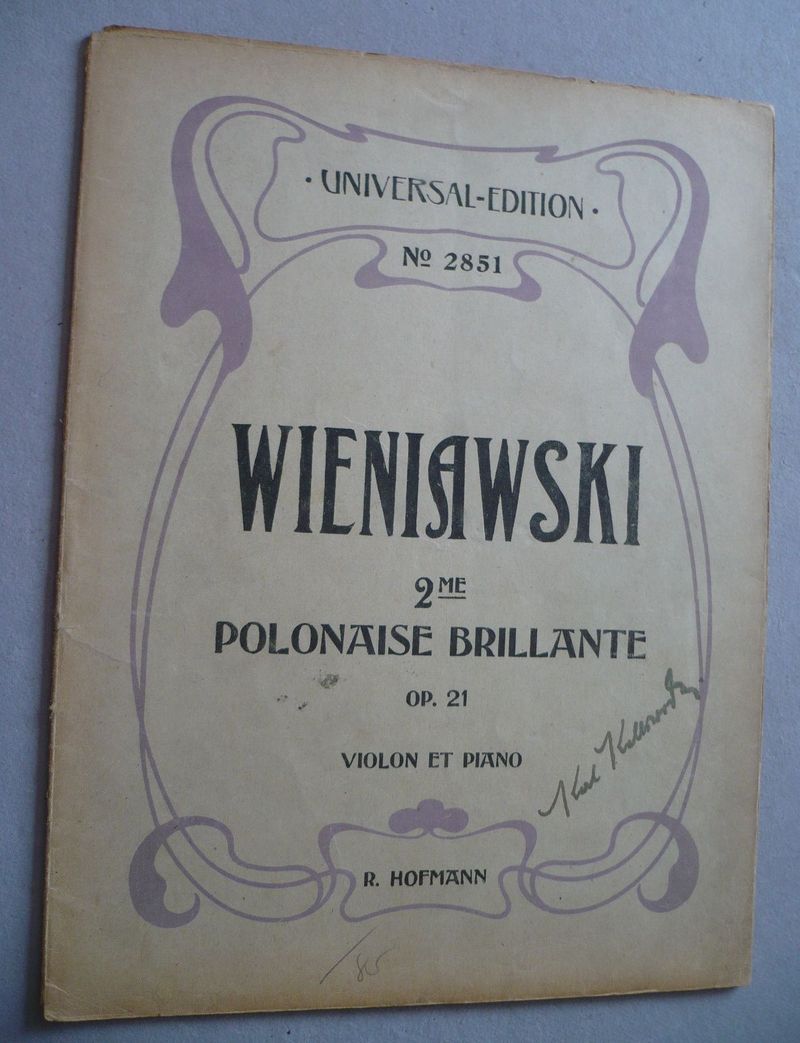 · UNIVERSAL-EDITION ·
Nº 2851
WIENIAWSKI
2ME
POLONAISE BRILLANTE
OP. 21
VIOLON ET PIANO
R. HOFMANN